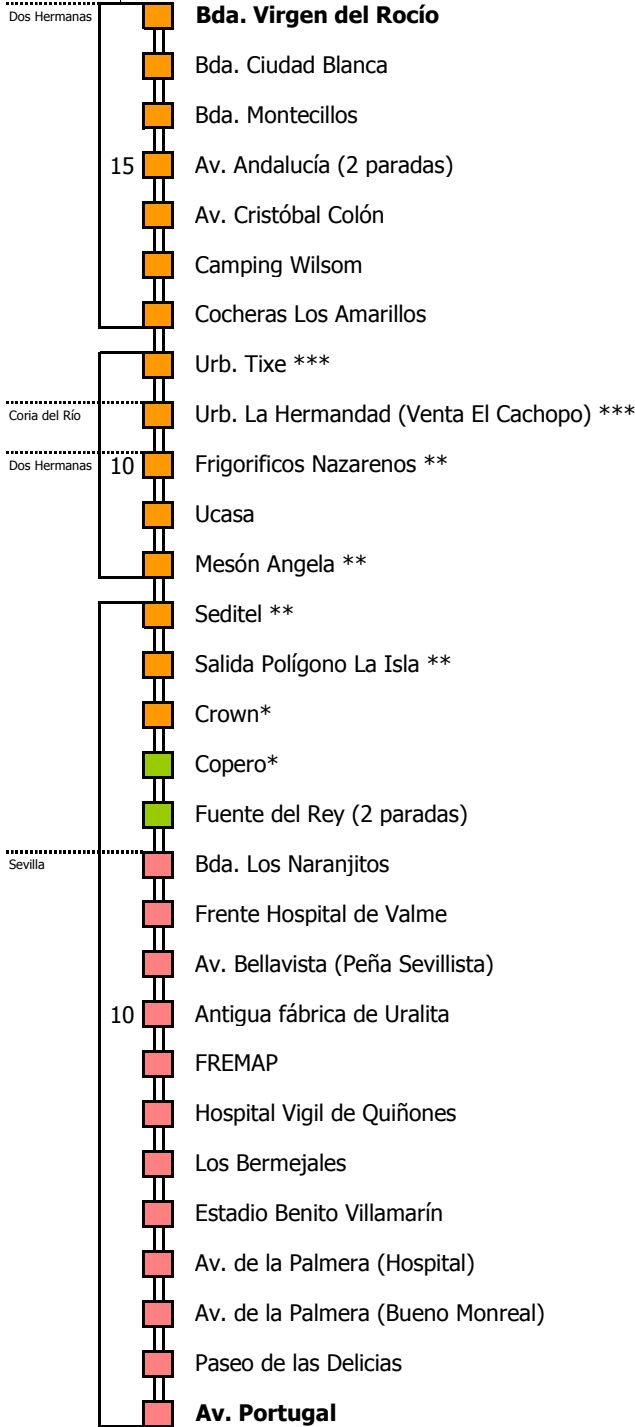 Dos Hermanas
Bda. Virgen del Rocío
Bda. Ciudad Blanca
Bda. Montecillos
15
Av. Andalucía (2 paradas)
Av. Cristóbal Colón
Camping Wilsom
Cocheras Los Amarillos
Urb. Tixe ***
Coria del Río
Urb. La Hermandad (Venta El Cachopo) ***
Dos Hermanas
10
Frigorificos Nazarenos **
Ucasa
Mesón Angela **
Seditel **
Salida Polígono La Isla **
Crown*
Copero*
Fuente del Rey (2 paradas)
Sevilla
Bda. Los Naranjitos
Frente Hospital de Valme
Av. Bellavista (Peña Sevillista)
10
Antigua fábrica de Uralita
FREMAP
Hospital Vigil de Quiñones
Los Bermejales
Estadio Benito Villamarín
Av. de la Palmera (Hospital)
Av. de la Palmera (Bueno Monreal)
Paseo de las Delicias
Av. Portugal